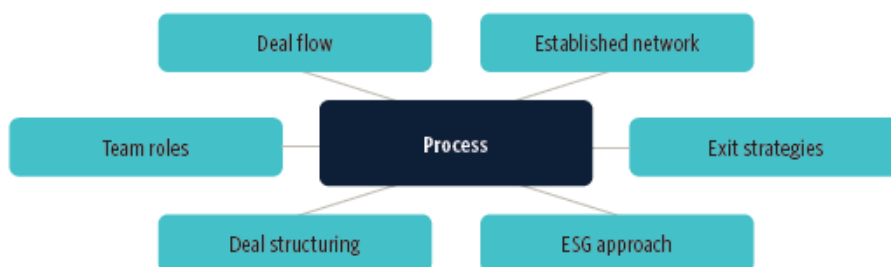 Deal flow
Established network
Team roles
Process
Exit strategies
Deal structuring
ESG approach